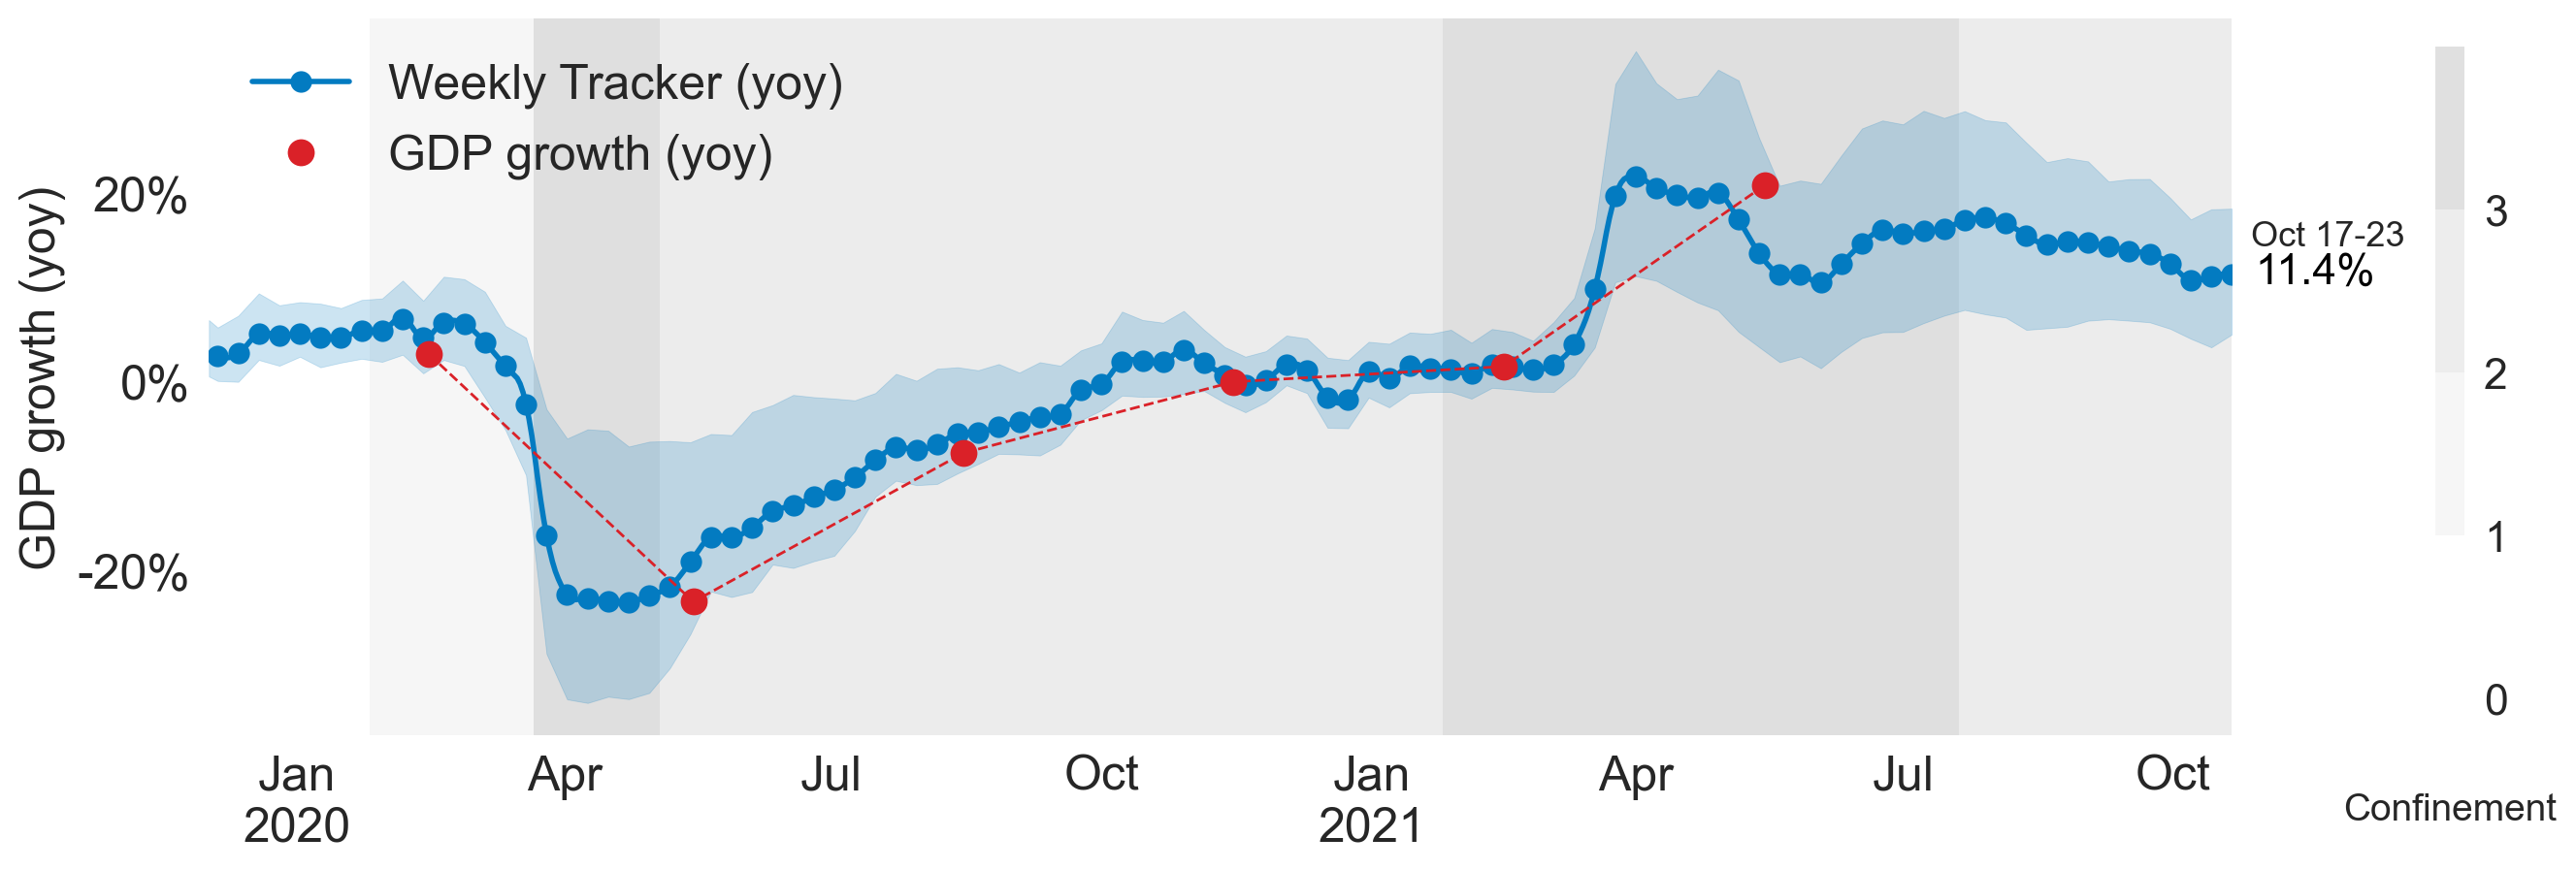 Weekly Tracker (yoy)
GDP growth (yoy)
GDP growth (yoy)
20%
0%
-20%
Jan
2020
Apr
Jul
Oct
Jan
2021
Apr
Jul
Oct
Oct 17-23
11.4%
3
2
1
0
Confinement